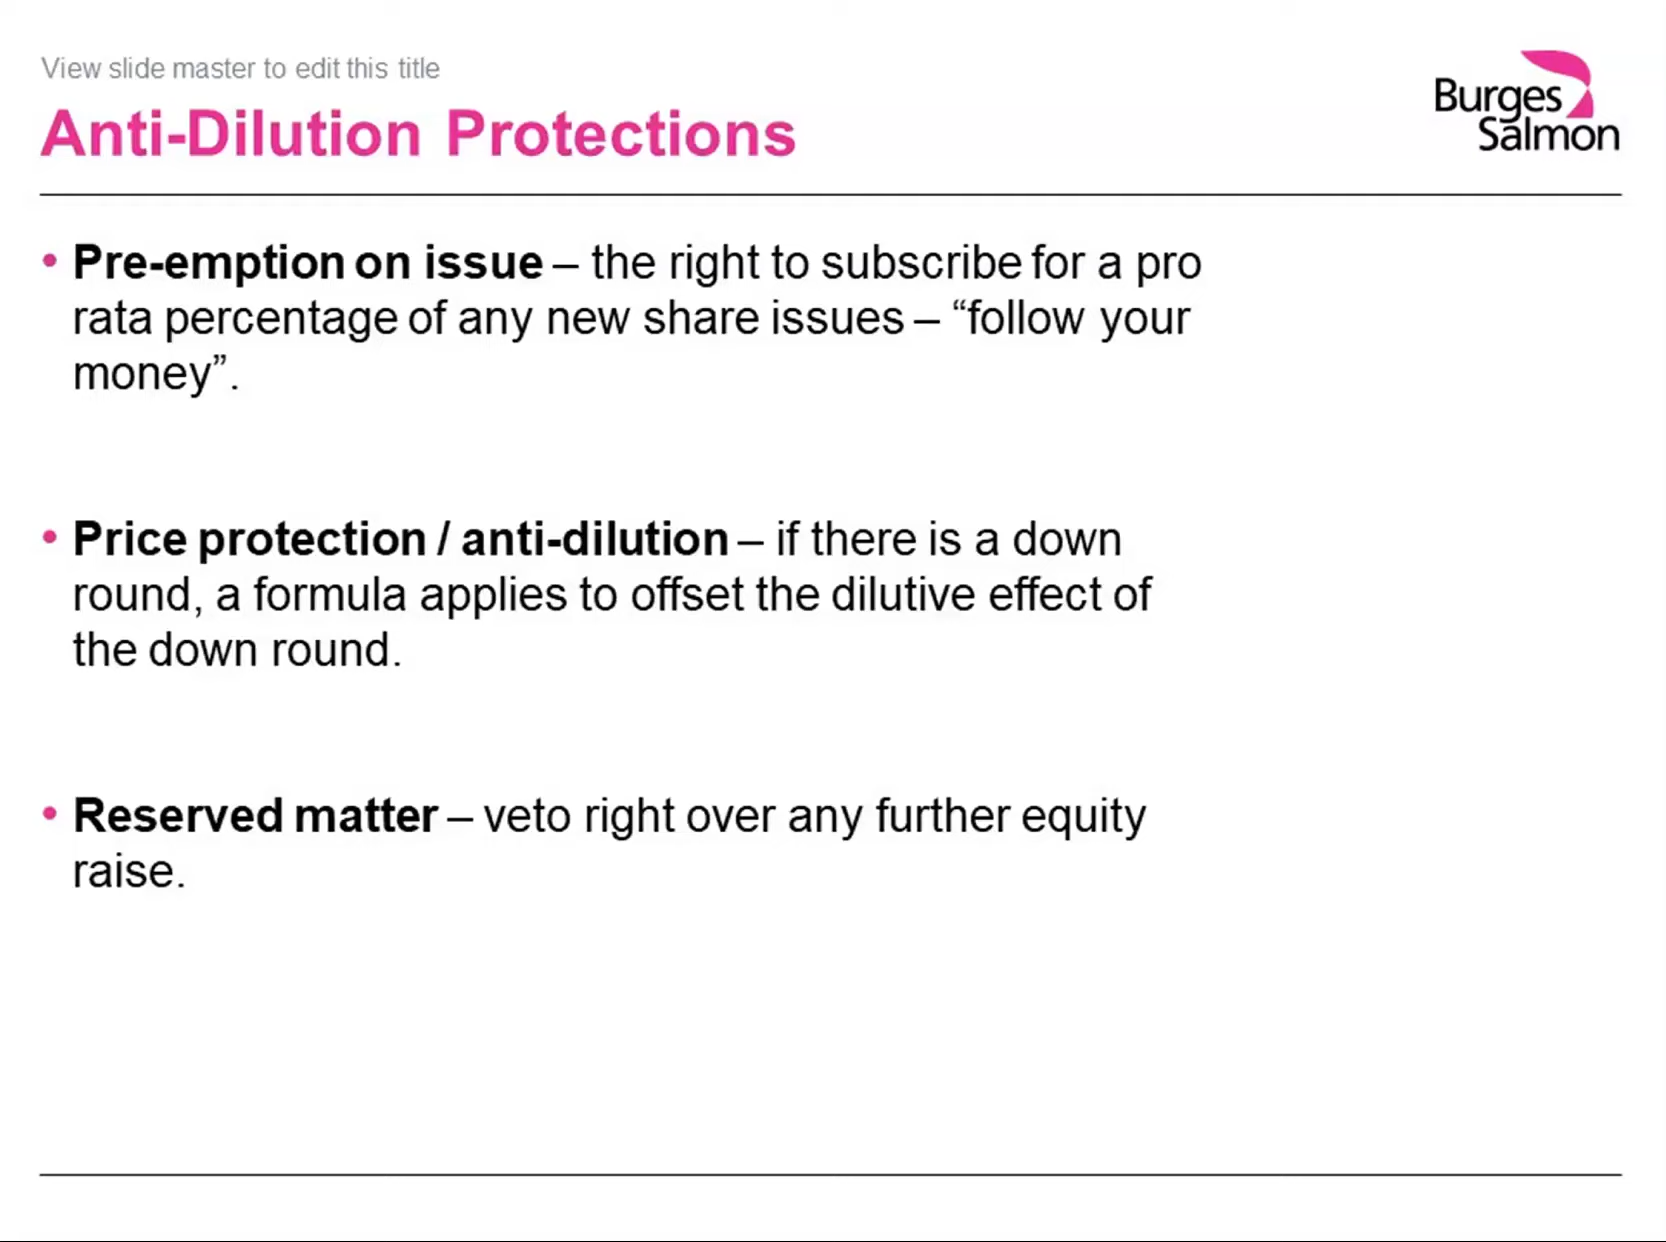 View slide master to edit this title
Anti-Dilution Protections
Burges
Salmon
• Pre-emption on issue – the right to subscribe for a pro
rata percentage of any new share issues – “follow your
money”.
• Price protection / anti-dilution – if there is a down
round, a formula applies to offset the dilutive effect of
the down round.
• Reserved matter – veto right over any further equity
raise.